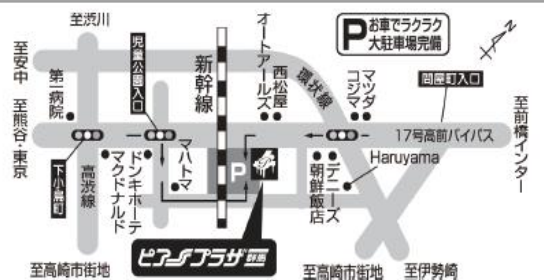 至渋川
お車でラクラク
大駐車場完備
P
至安中
児童公園入口
新幹線
オートアールズ
西松屋
環状線
コジマ
マツダ
問屋町入口
第一病院
至熊谷・東京
17号高前バイパス
至前橋インター
下小鳥町
高渋線
マクドナルド
ドンキホーテ
マハトマ
P
朝鮮飯店
デニーズ
Haruyama
ピアノプラザ群馬
至高崎市街地
至高崎市街地
至伊勢崎